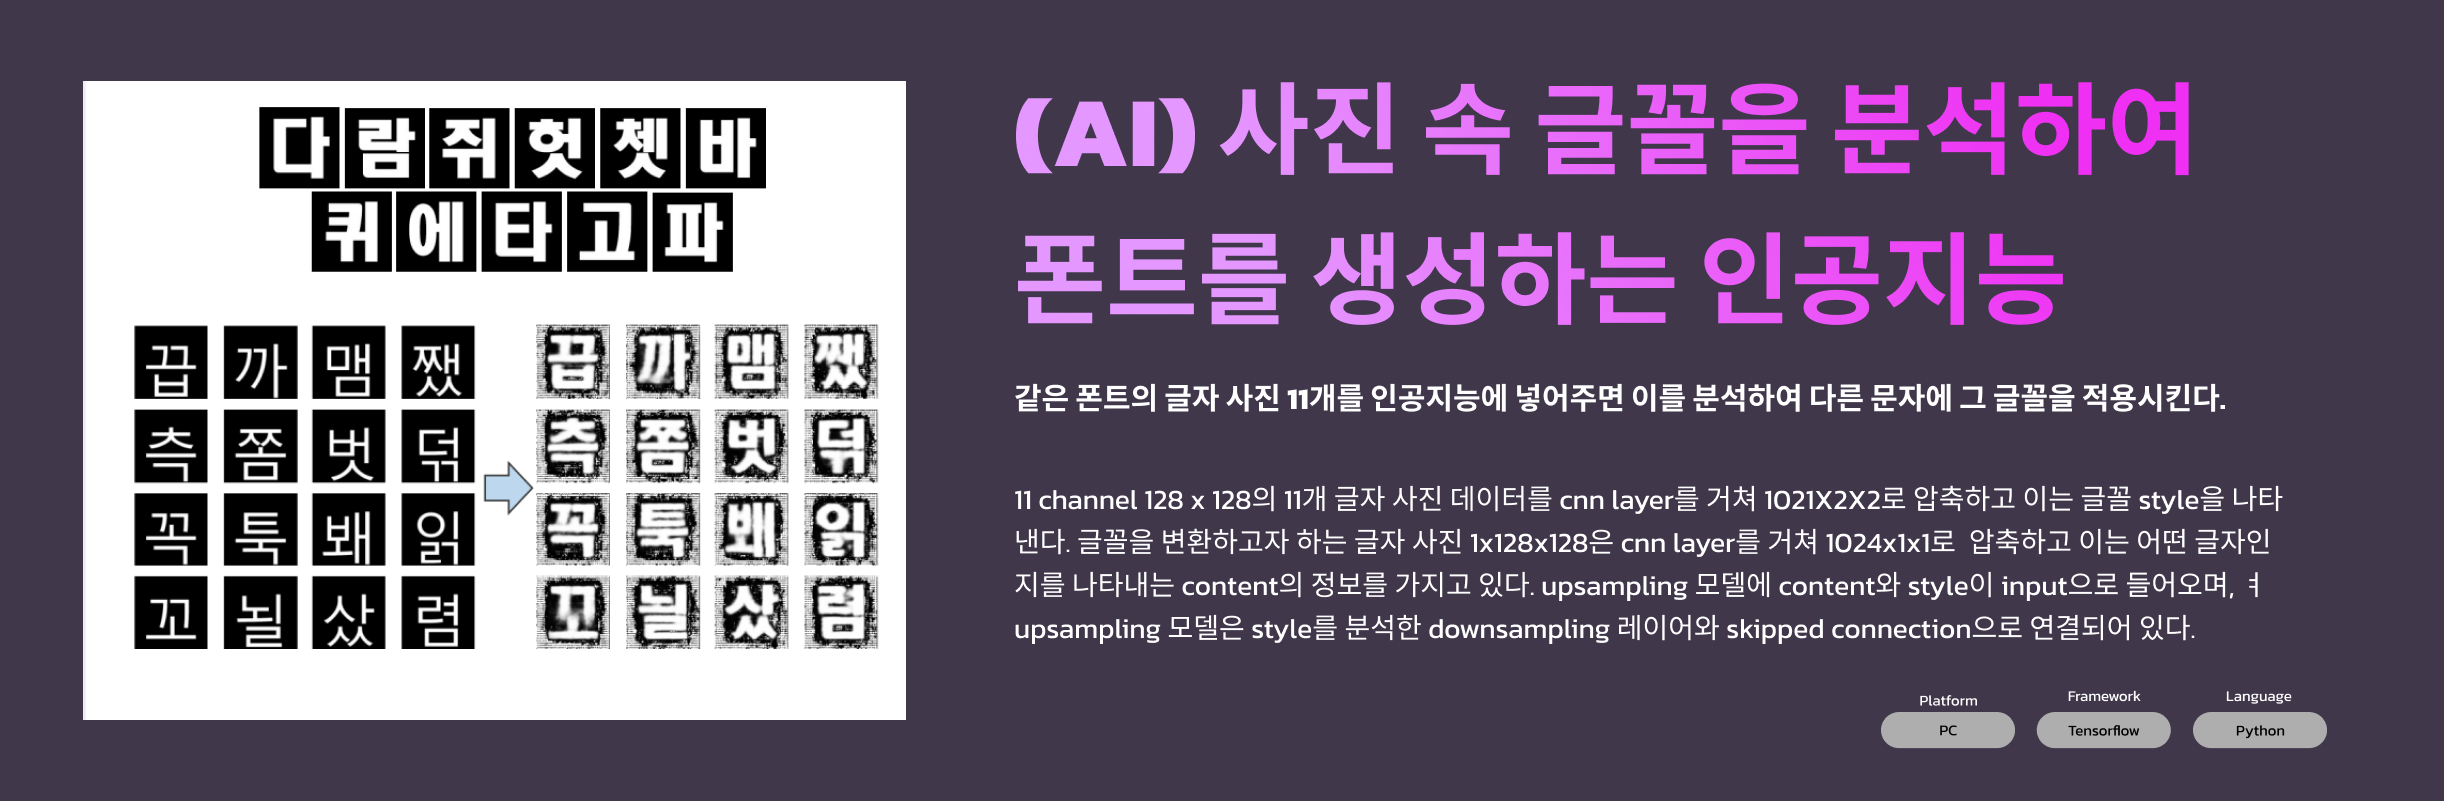 다람쥐헛쳇바
퀴에타고파
끕 까 맴 쨌
측 쫌 벗 덖
꼭 툭 봬 읽
꼬 뇔 샀 렴
끕 까 맴 쨌
측 쫌 벗 덖
꼭 툭 봬 읽
꼬 뇔 샀 렴
(AI) 사진 속 글꼴을 분석하여
폰트를 생성하는 인공지능
같은 폰트의 글자 사진 11개를 인공지능에 넣어주면 이를 분석하여 다른 문자에 그 글꼴을 적용시킨다.
11 channel 128 x 128의 11개 글자 사진 데이터를 cnn layer를 거쳐 1021X2X2로 압축하고 이는 글꼴 style을 나타
낸다. 글꼴을 변환하고자 하는 글자 사진 1x128x128은 cnn layer를 거쳐 1024x1x1로  압축하고 이는 어떤 글자인
지를 나타내는 content의 정보를 가지고 있다. upsampling 모델에 content와 style이 input으로 들어오며, ㅕ
upsampling 모델은 style를 분석한 downsampling 레이어와 skipped connection으로 연결되어 있다.
Platform Framework Language
PC Tensorflow Python